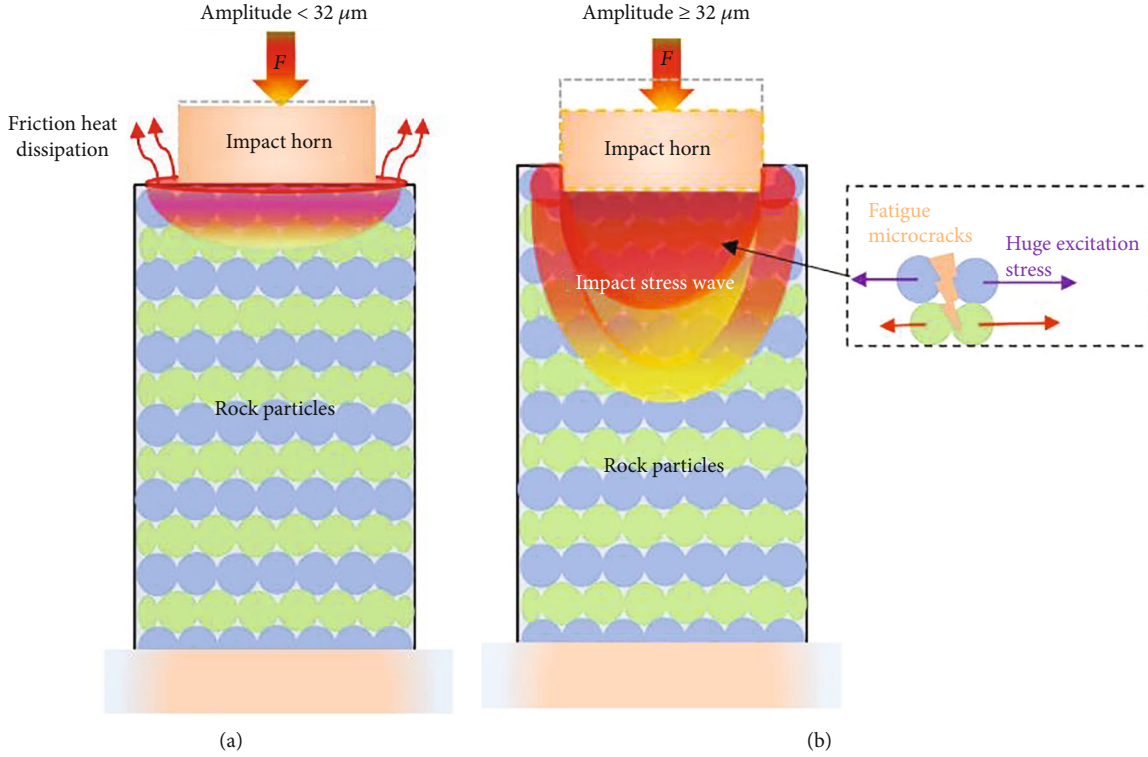 Amplitude < 32 μm
F
Friction heat
dissipation
Impact horn
Rock particles
(a)
Amplitude ≥ 32 μm
F
Impact horn
Impact stress wave
Rock particles
Fatigue
microcracks
Huge excitation
stress
(b)